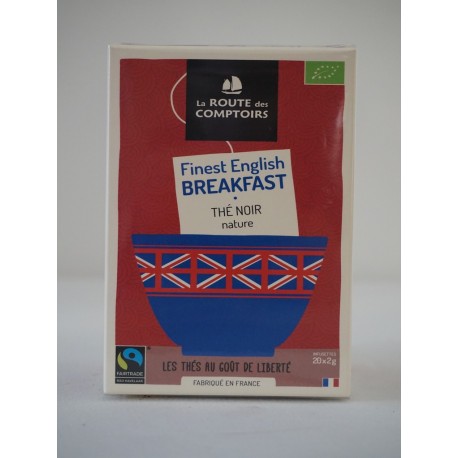 La ROUTE des
COMPTOIRS
Finest English
BREAKFAST
THÉ NOIR
nature
INFUSETTES
20x2g
LES THÉS AU GOÛT DE LIBERTÉ
FAIRTRADE
FABRIQUÉ EN FRANCE